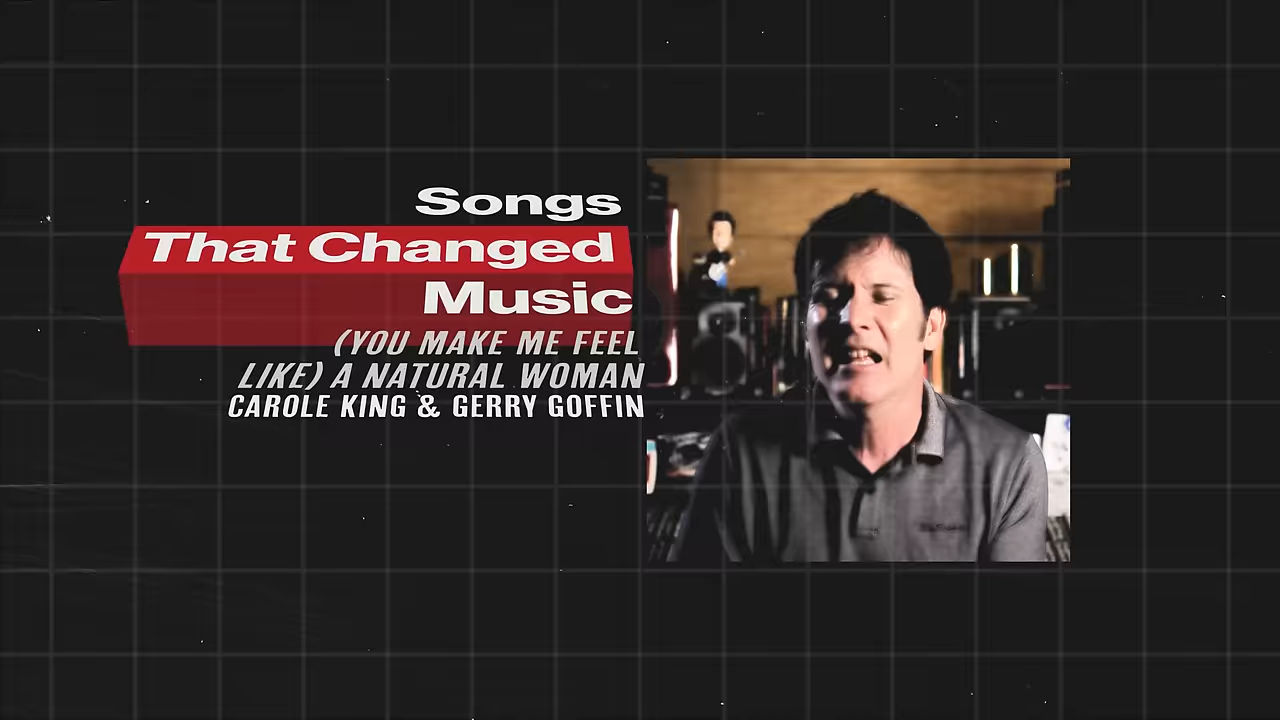 Songs
That Changed
Music
(YOU MAKE ME FEEL
LIKE) A NATURAL WOMAN
CAROLE KING & GERRY GOFFIN